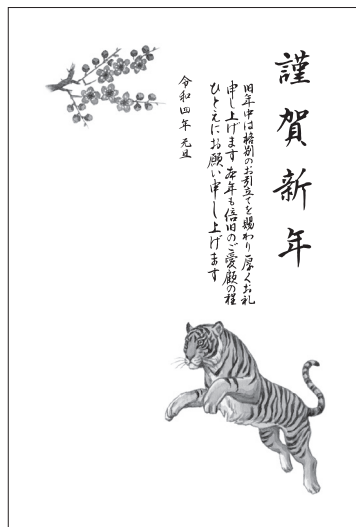 謹賀新年
旧年中は格別のお引立てを賜わり厚くお礼
申し上げます本年も倍旧のご愛顧の程
ひとえにお願い申し上げます
令和四年 元旦